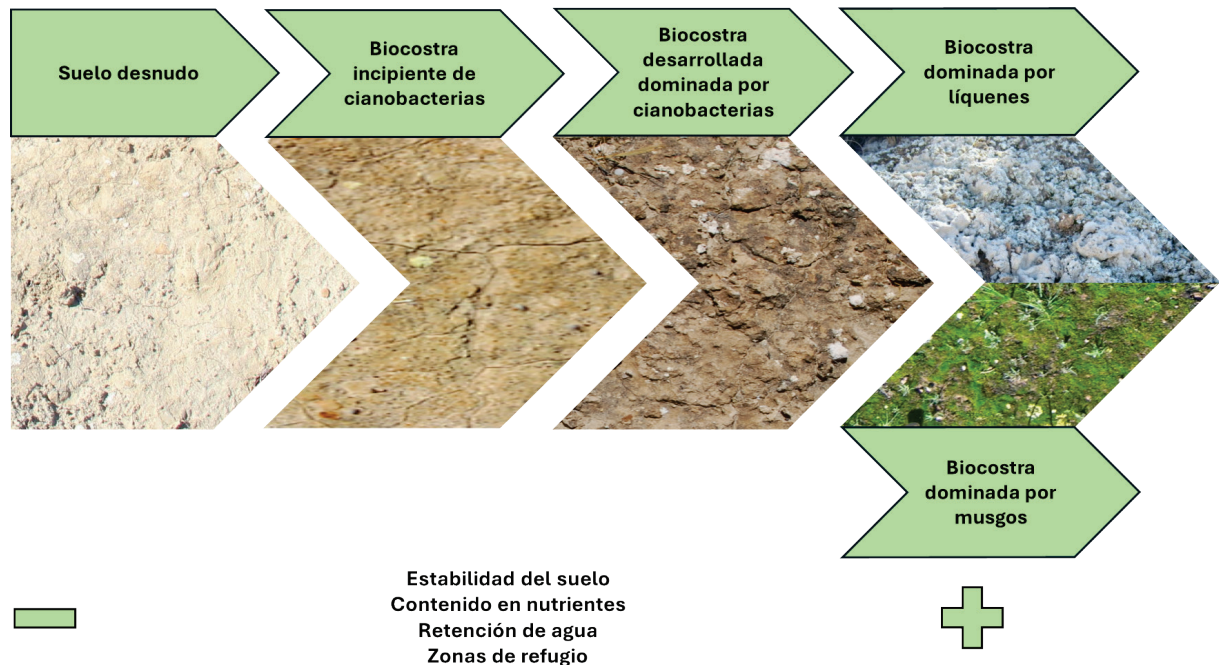 Suelo desnudo
Biocostra
incipiente de
cianobacterias
Biocostra
desarrollada
dominada por
cianobacterias
Biocostra
dominada por
líquenes
Biocostra
dominada por
musgos
Estabilidad del suelo
Contenido en nutrientes
Retención de agua
Zonas de refugio